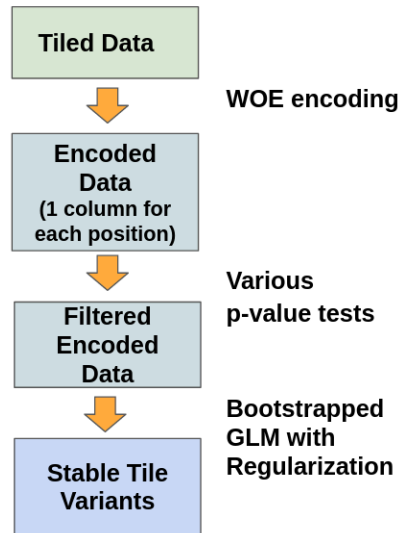 Tiled Data
WOE encoding
Encoded
Data
(1 column for
each position)
Various
p-value tests
Filtered
Encoded
Data
Bootstrapped
GLM with
Regularization
Stable Tile
Variants